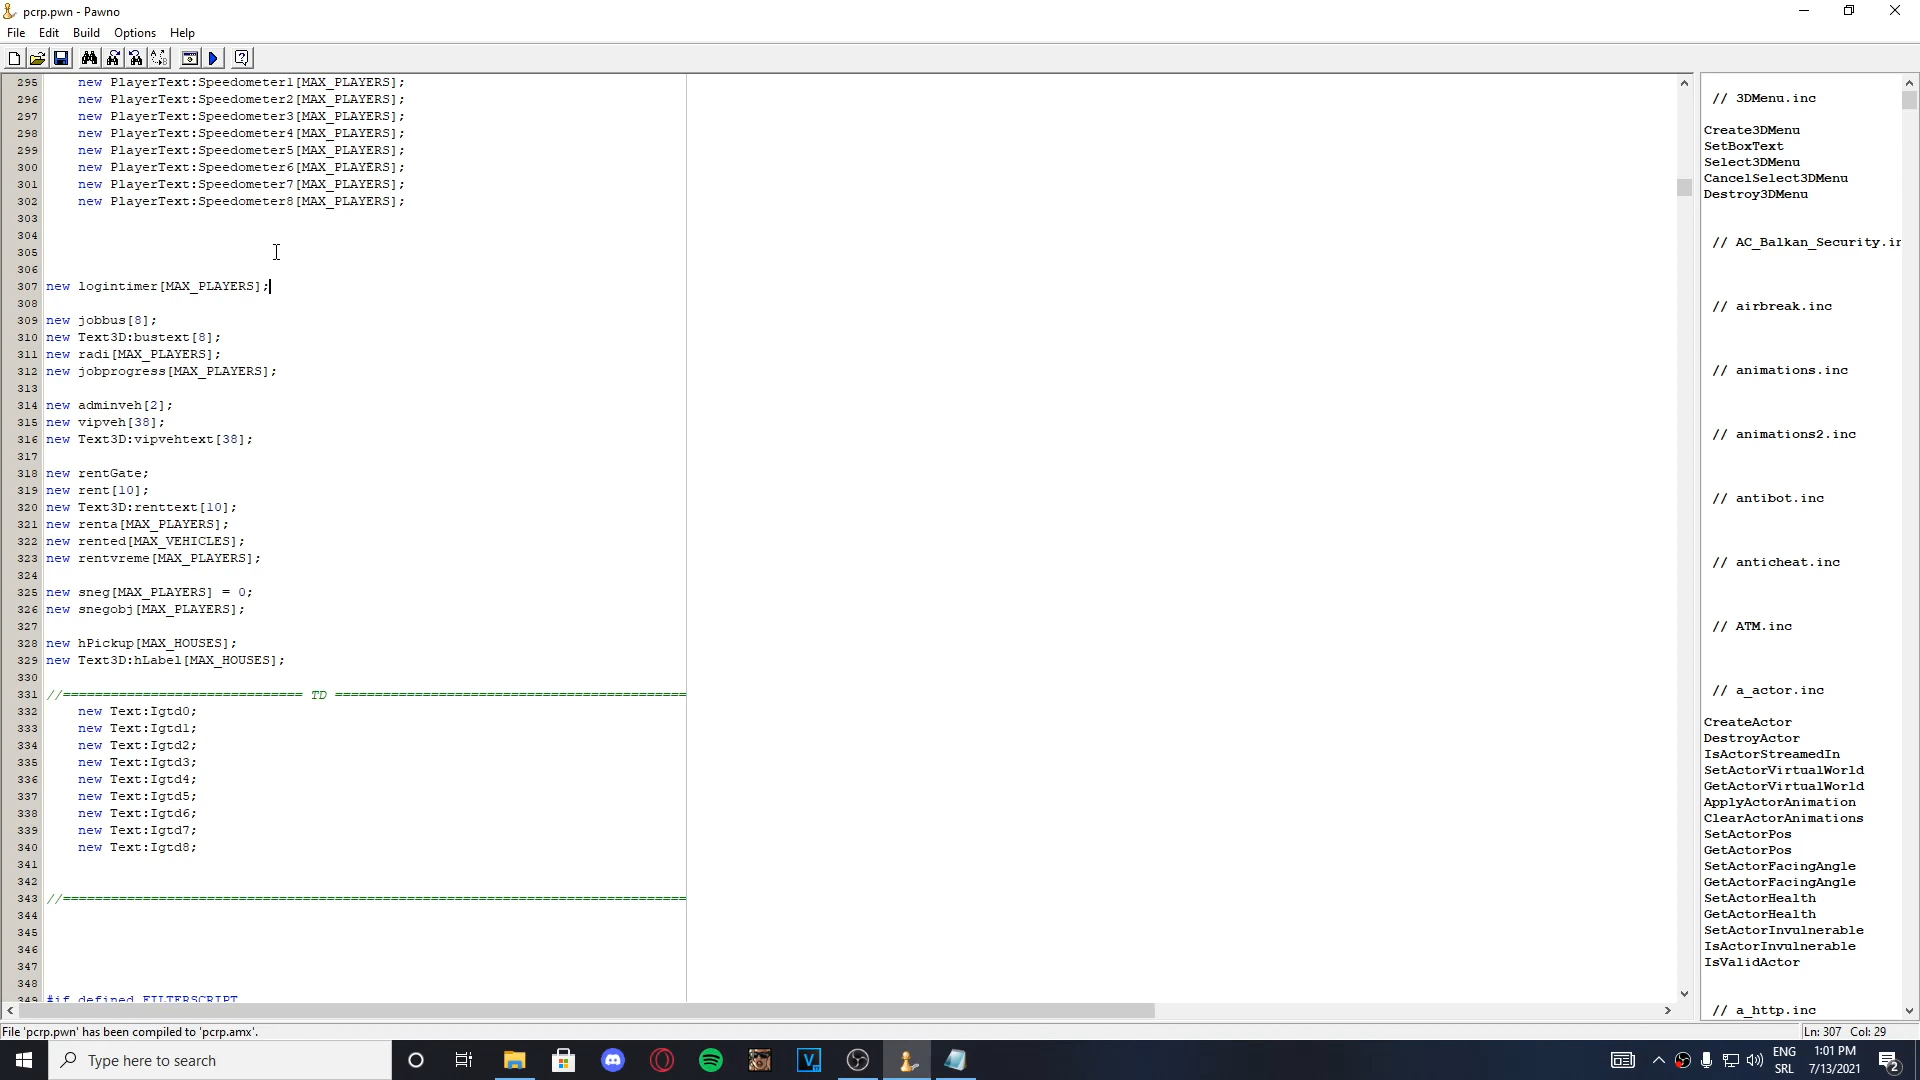 pcrp.pwn - Pawno
File Edit Build Options Help
295 new PlayerText:Speedometer1[MAX_PLAYERS];
296 new PlayerText:Speedometer2[MAX_PLAYERS];
297 new PlayerText:Speedometer3[MAX_PLAYERS];
298 new PlayerText:Speedometer4[MAX_PLAYERS];
299 new PlayerText:Speedometer5[MAX_PLAYERS];
300 new PlayerText:Speedometer6[MAX_PLAYERS];
301 new PlayerText:Speedometer7[MAX_PLAYERS];
302 new PlayerText:Speedometer8[MAX_PLAYERS];
303
304
305
306
307 new logintimer[MAX_PLAYERS];
308
309 new jobbus[8];
310 new Text3D:bustext[8];
311 new radi[MAX_PLAYERS];
312 new jobprogress[MAX_PLAYERS];
313
314 new adminveh[2];
315 new vipveh[38];
316 new Text3D:vipvehtext[38];
317
318 new rentGate;
319 new rent[10];
320 new Text3D:renttext[10];
321 new renta[MAX_PLAYERS];
322 new rented[MAX_VEHICLES];
323 new rentvreme[MAX_PLAYERS];
324
325 new sneg[MAX_PLAYERS] = 0;
326 new snegobj[MAX_PLAYERS];
327
328 new hPickup[MAX_HOUSES];
329 new Text3D:hLabel[MAX_HOUSES];
330
331 //============================== TD ============================================
332 new Text:Igtd0;
333 new Text:Igtd1;
334 new Text:Igtd2;
335 new Text:Igtd3;
336 new Text:Igtd4;
337 new Text:Igtd5;
338 new Text:Igtd6;
339 new Text:Igtd7;
340 new Text:Igtd8;
341
342
343 //==============================================================================
344
345
346
347
348
349 #if defined FILTERSCRIPT
// 3DMenu.inc
Create3DMenu
SetBoxText
Select3DMenu
CancelSelect3DMenu
Destroy3DMenu
// AC_Balkan_Security.in
// airbreak.inc
// animations.inc
// animations2.inc
// antibot.inc
// anticheat.inc
// ATM.inc
// a_actor.inc
CreateActor
DestroyActor
IsActorStreamedIn
SetActorVirtualWorld
GetActorVirtualWorld
ApplyActorAnimation
ClearActorAnimations
SetActorPos
GetActorPos
SetActorFacingAngle
GetActorFacingAngle
SetActorHealth
GetActorHealth
SetActorInvulnerable
IsActorInvulnerable
IsValidActor
// a_http.inc
File 'pcrp.pwn' has been compiled to 'pcrp.amx'.
Ln: 307 Col: 29
Type here to search
ENG
SRL
1:01 PM
7/13/2021
2